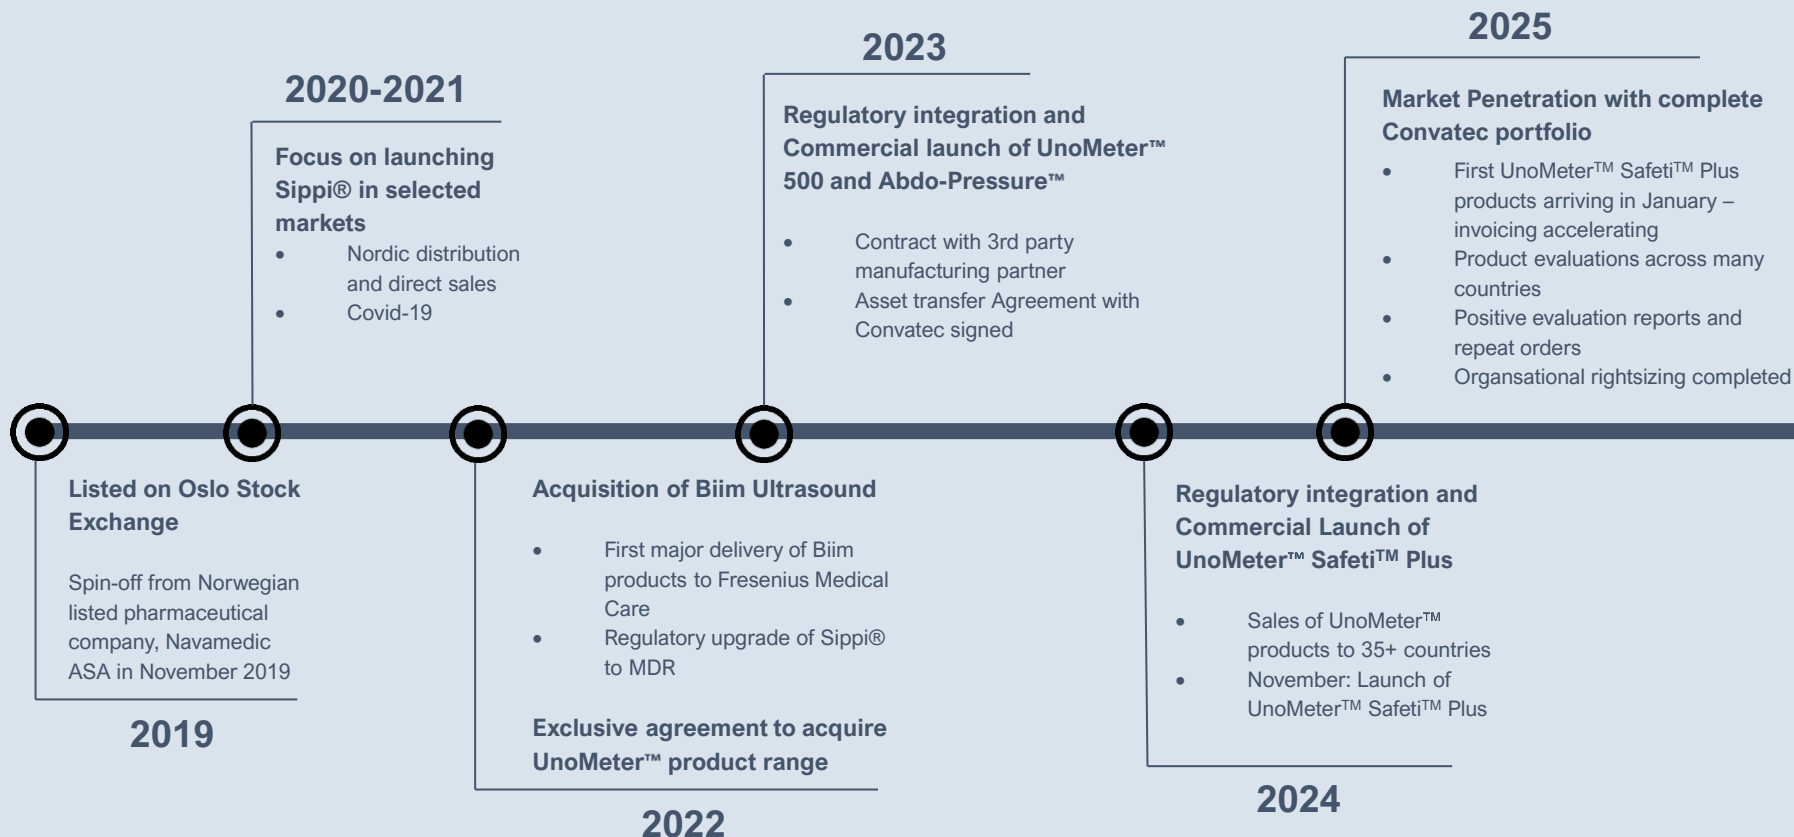 2019
Listed on Oslo Stock
Exchange
Spin-off from Norwegian
listed pharmaceutical
company, Navamedic
ASA in November 2019
2020-2021
Focus on launching
Sippi® in selected
markets
• Nordic distribution
and direct sales
• Covid-19
2022
Acquisition of Biim Ultrasound
• First major delivery of Biim
products to Fresenius Medical
Care
• Regulatory upgrade of Sippi®
to MDR
Exclusive agreement to acquire
UnoMeter™ product range
2023
Regulatory integration and
Commercial launch of UnoMeter™
500 and Abdo-Pressure™
• Contract with 3rd party
manufacturing partner
• Asset transfer Agreement with
Convatec signed
2024
Regulatory integration and
Commercial Launch of
UnoMeter™ Safeti™ Plus
• Sales of UnoMeter™
products to 35+ countries
• November: Launch of
UnoMeter™ Safeti™ Plus
2025
Market Penetration with complete
Convatec portfolio
• First UnoMeter™ Safeti™ Plus
products arriving in January –
invoicing accelerating
• Product evaluations across many
countries
• Positive evaluation reports and
repeat orders
• Organsational rightsizing completed